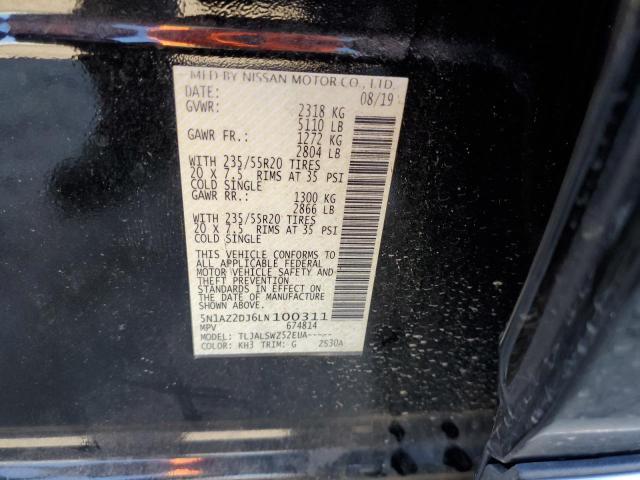 MFD BY NISSAN MOTOR CO., LTD.
DATE: 08/19
GVWR: 2318 KG
5110 LB
GAWR FR.: 1272 KG
2804 LB
WITH 235/55R20 TIRES
20 X 7.5 RIMS AT 35 PSI
COLD SINGLE
GAWR RR.: 1300 KG
2866 LB
WITH 235/55R20 TIRES
20 X 7.5 RIMS AT 35 PSI
COLD SINGLE
THIS VEHICLE CONFORMS TO
ALL APPLICABLE FEDERAL
MOTOR VEHICLE SAFETY AND
THEFT PREVENTION
STANDARDS IN EFFECT ON
THE DATE OF MANUFACTURE
SHOWN ABOVE.
5N1AZ2DJ6LN100311
MPV 674814
MODEL: TLJALSWZ52EUA-----
COLOR: KH3 TRIM: G Z530A